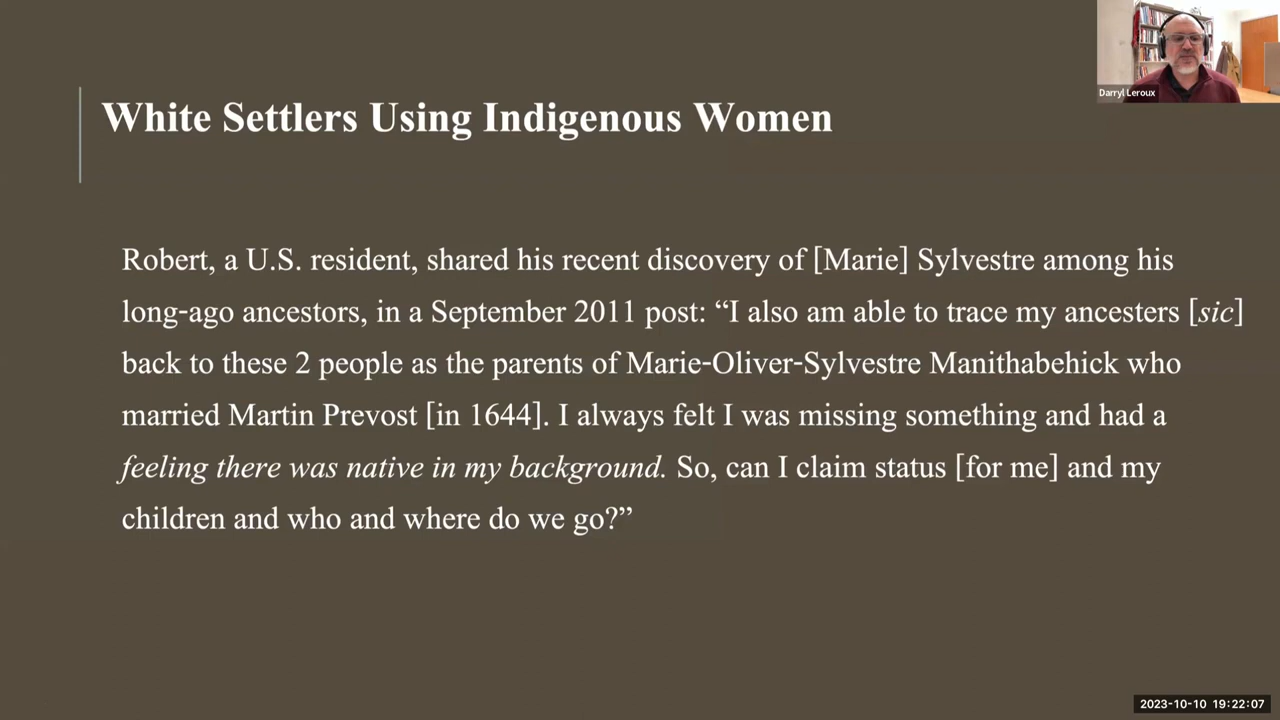 Darryl Leroux
White Settlers Using Indigenous Women
Robert, a U.S. resident, shared his recent discovery of [Marie] Sylvestre among his
long-ago ancestors, in a September 2011 post: “I also am able to trace my ancesters [sic]
back to these 2 people as the parents of Marie-Oliver-Sylvestre Manithabehick who
married Martin Prevost [in 1644]. I always felt I was missing something and had a
feeling there was native in my background. So, can I claim status [for me] and my
children and who and where do we go?”
2023-10-10 19:22:07